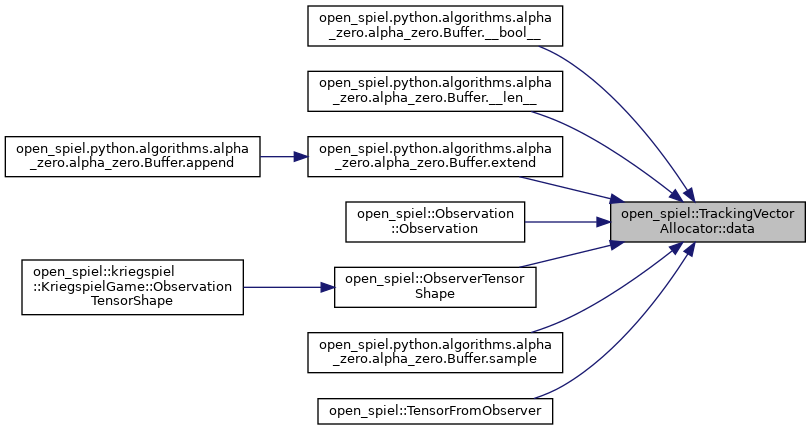 open_spiel.python.algorithms.alpha
_zero.alpha_zero.Buffer.__bool__
open_spiel.python.algorithms.alpha
_zero.alpha_zero.Buffer.__len__
open_spiel.python.algorithms.alpha
_zero.alpha_zero.Buffer.append
open_spiel.python.algorithms.alpha
_zero.alpha_zero.Buffer.extend
open_spiel::Observation
::Observation
open_spiel::TrackingVector
Allocator::data
open_spiel::kriegspiel
::KriegspielGame::Observation
TensorShape
open_spiel::ObserverTensor
Shape
open_spiel.python.algorithms.alpha
_zero.alpha_zero.Buffer.sample
open_spiel::TensorFromObserver